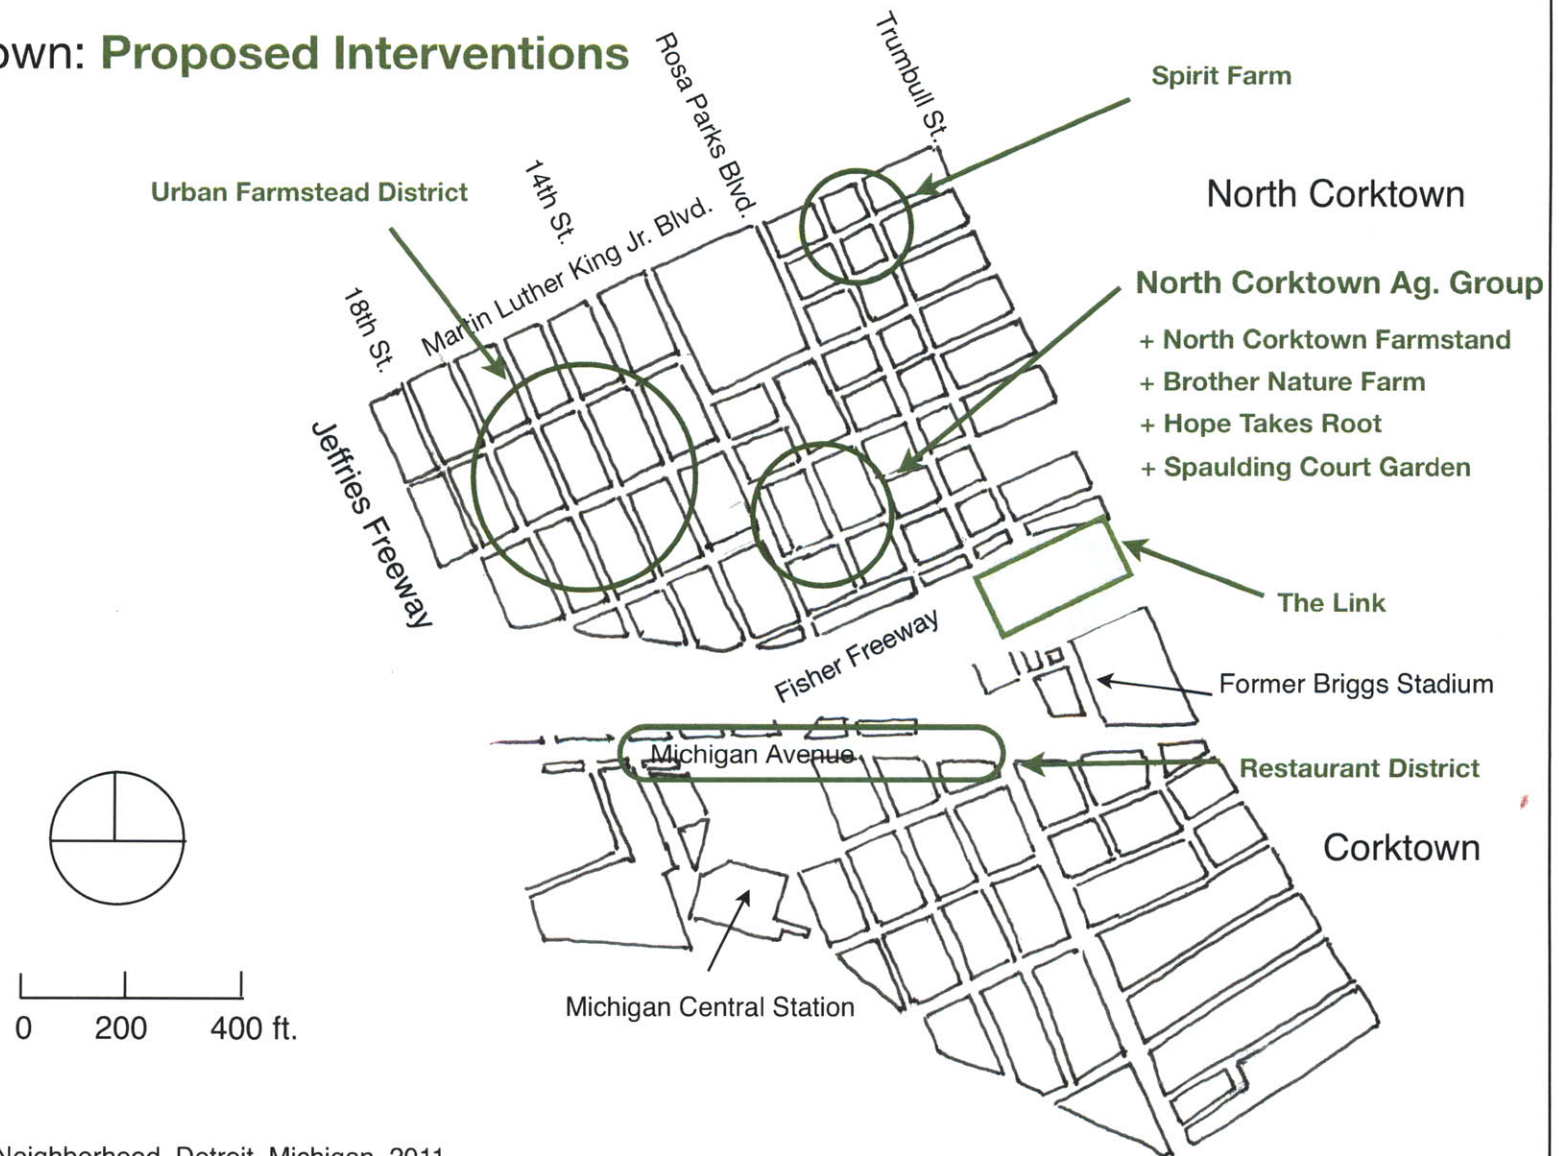 own: Proposed Interventions
Rosa Parks Blvd.
Trumbull St.
Spirit Farm
14th St.
Urban Farmstead District
North Corktown
Martin Luther King Jr. Blvd.
18th St.
North Corktown Ag. Group
+ North Corktown Farmstand
+ Brother Nature Farm
+ Hope Takes Root
+ Spaulding Court Garden
Jeffries Freeway
The Link
Fisher Freeway
Former Briggs Stadium
Michigan Avenue
Restaurant District
Corktown
Michigan Central Station
0 200 400 ft.
Neighborhood, Detroit, Michigan, 2011